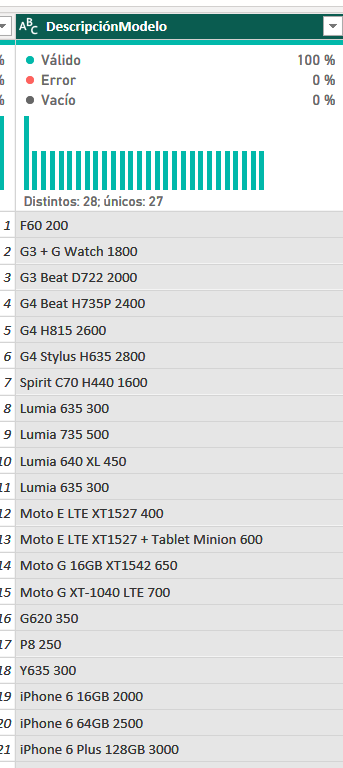 ABC DescripciónModelo
% Válido 100 %
% Error 0 %
% Vacío 0 %
Distintos: 28; únicos: 27
1 F60 200
2 G3 + G Watch 1800
3 G3 Beat D722 2000
4 G4 Beat H735P 2400
5 G4 H815 2600
6 G4 Stylus H635 2800
7 Spirit C70 H440 1600
8 Lumia 635 300
9 Lumia 735 500
10 Lumia 640 XL 450
11 Lumia 635 300
12 Moto E LTE XT1527 400
13 Moto E LTE XT1527 + Tablet Minion 600
14 Moto G 16GB XT1542 650
15 Moto G XT-1040 LTE 700
16 G620 350
17 P8 250
18 Y635 300
19 iPhone 6 16GB 2000
20 iPhone 6 64GB 2500
21 iPhone 6 Plus 128GB 3000